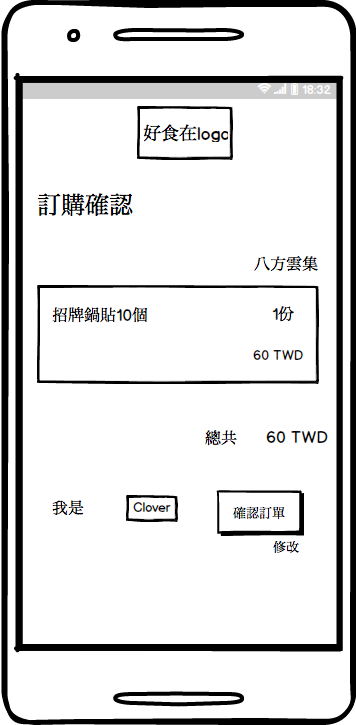 18:32
好食在logo
訂購確認
八方雲集
招牌鍋貼10個 1份
60 TWD
總共 60 TWD
我是 Clover 確認訂單
修改